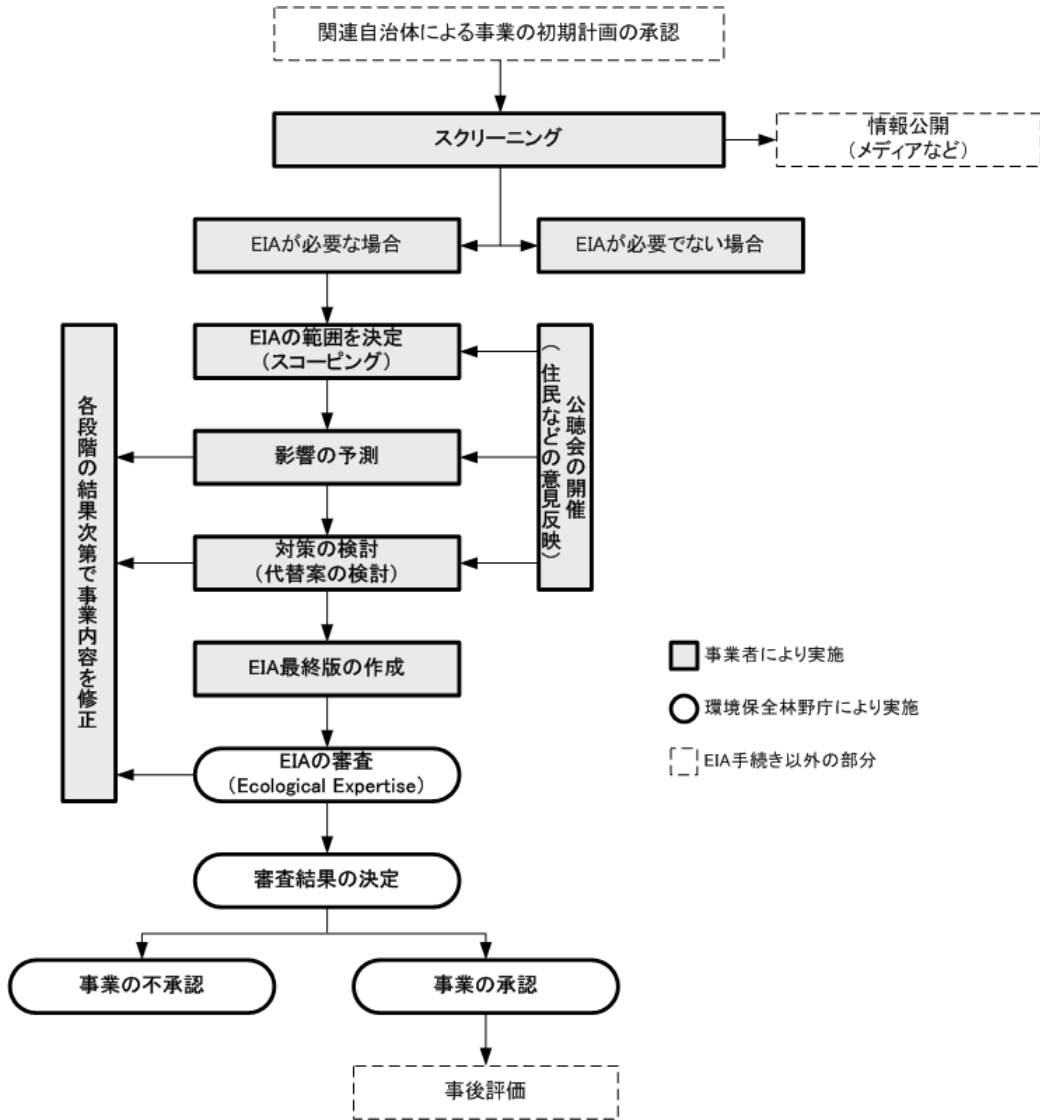 関連自治体による事業の初期計画の承認
スクリーニング
情報公開
(メディアなど)
EIAが必要な場合
EIAが必要でない場合
EIAの範囲を決定
(スコーピング)
公聴会の開催
(住民などの意見反映)
各段階の結果次第で事業内容を修正
影響の予測
対策の検討
(代替案の検討)
EIA最終版の作成
事業者により実施
環境保全林野庁により実施
EIA手続き以外の部分
EIAの審査
(Ecological Expertise)
審査結果の決定
事業の不承認
事業の承認
事後評価